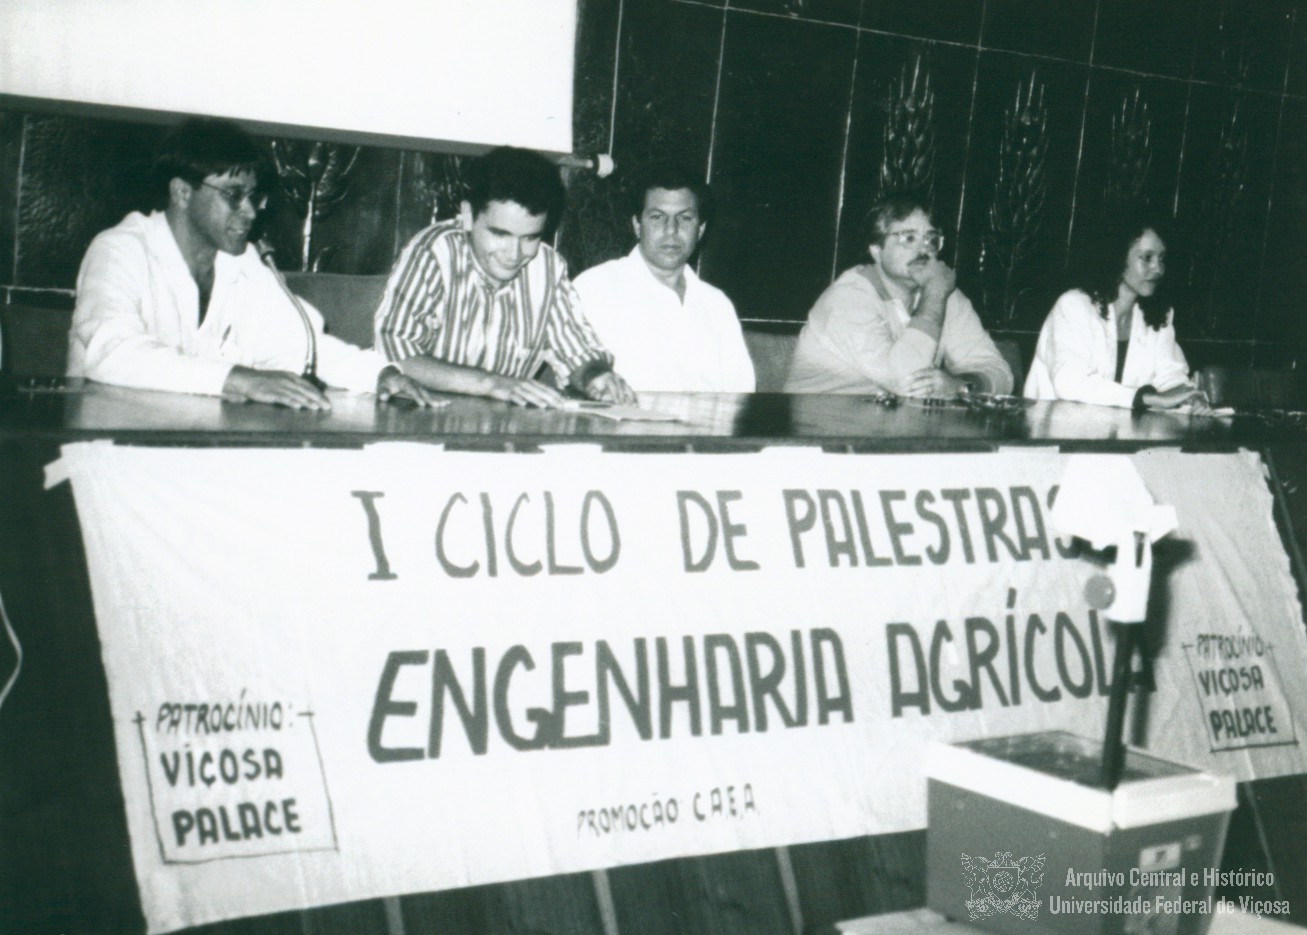 I CICLO DE PALESTRAS
ENGENHARIA AGRÍCOLA
PROMOÇÃO C.A.E.A.
PATROCÍNIO:
VIÇOSA
PALACE
PATROCÍNIO:
VIÇOSA
PALACE
Arquivo Central e Histórico
Universidade Federal de Viçosa